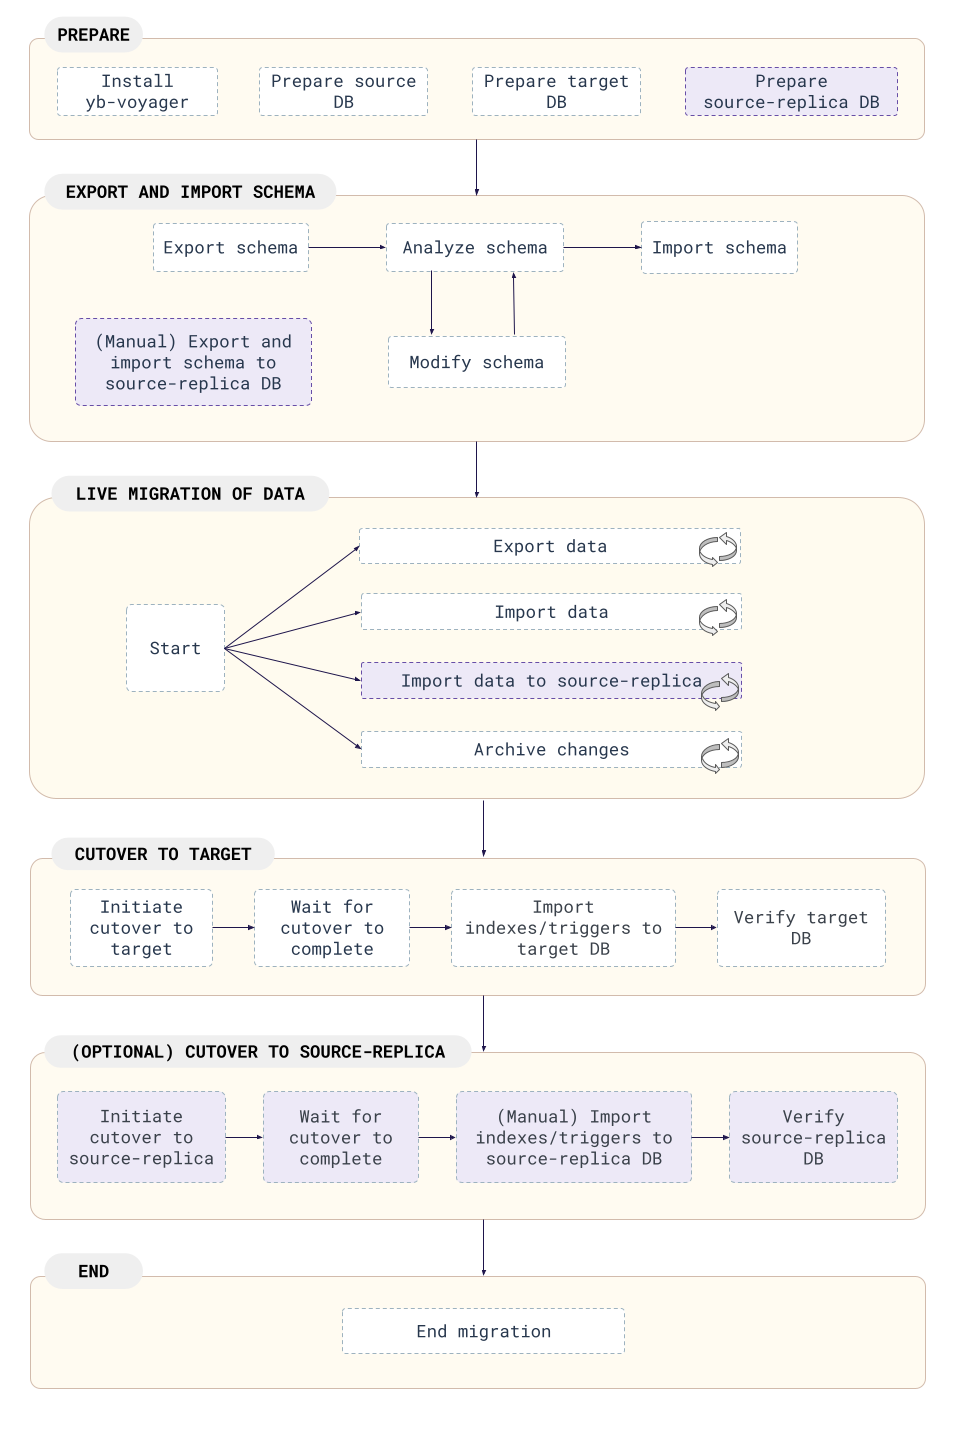 PREPARE
Install
yb-voyager
Prepare source
DB
Prepare target
DB
Prepare
source-replica DB
EXPORT AND IMPORT SCHEMA
Export schema
Analyze schema
Import schema
(Manual) Export and
import schema to
source-replica DB
Modify schema
LIVE MIGRATION OF DATA
Start
Export data
Import data
Import data to source-replica
Archive changes
CUTOVER TO TARGET
Initiate
cutover to
target
Wait for
cutover to
complete
Import
indexes/triggers to
target DB
Verify target
DB
(OPTIONAL) CUTOVER TO SOURCE-REPLICA
Initiate
cutover to
source-replica
Wait for
cutover to
complete
(Manual) Import
indexes/triggers to
source-replica DB
Verify
source-replica
DB
END
End migration